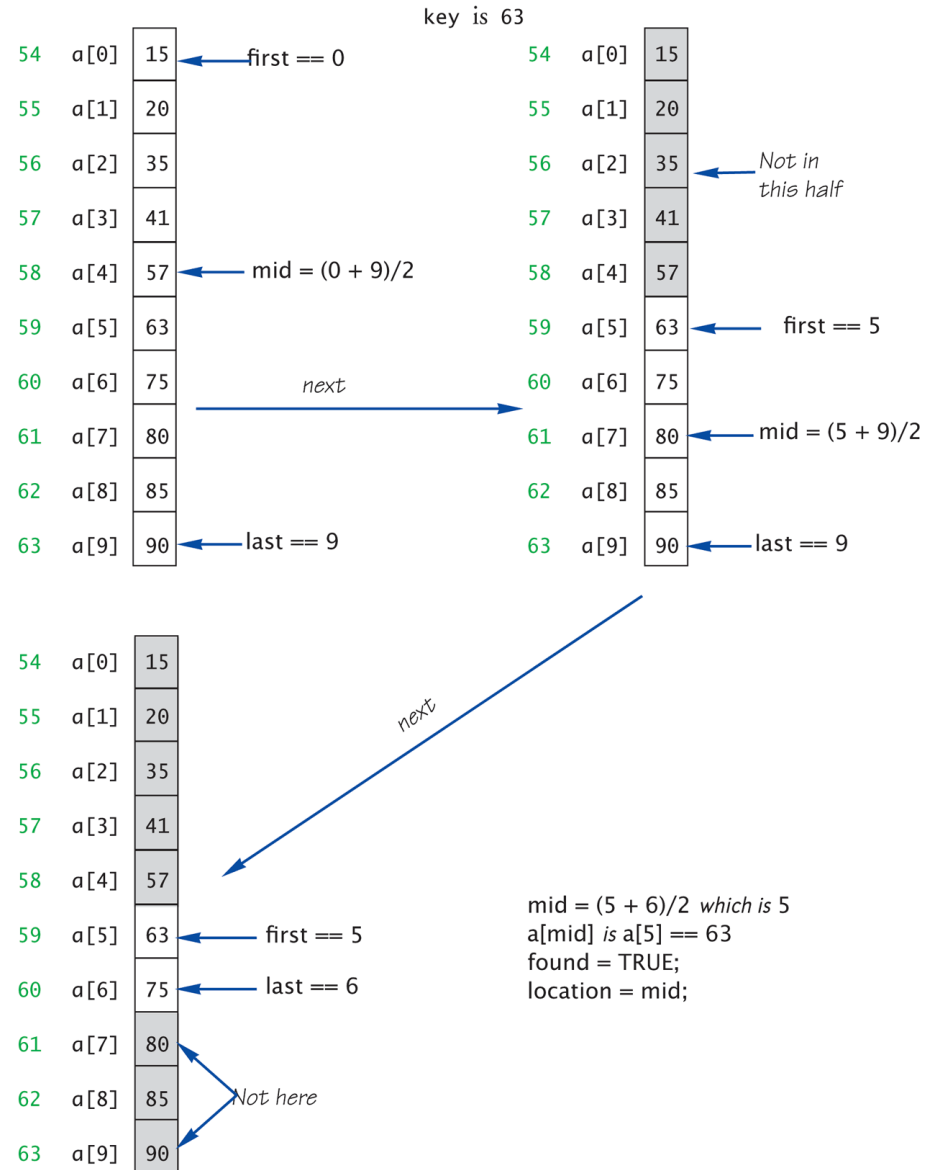 key is 63
54 a[0] 15 first == 0
55 a[1] 20
56 a[2] 35
57 a[3] 41
58 a[4] 57 mid = (0 + 9)/2
59 a[5] 63
60 a[6] 75
61 a[7] 80
62 a[8] 85
63 a[9] 90 last == 9
next
54 a[0] 15
55 a[1] 20
56 a[2] 35 Not in
this half
57 a[3] 41
58 a[4] 57
59 a[5] 63 first == 5
60 a[6] 75
61 a[7] 80 mid = (5 + 9)/2
62 a[8] 85
63 a[9] 90 last == 9
next
54 a[0] 15
55 a[1] 20
56 a[2] 35
57 a[3] 41
58 a[4] 57
59 a[5] 63 first == 5
60 a[6] 75 last == 6
61 a[7] 80
62 a[8] 85 Not here
63 a[9] 90
mid = (5 + 6)/2 which is 5
a[mid] is a[5] == 63
found = TRUE;
location = mid;